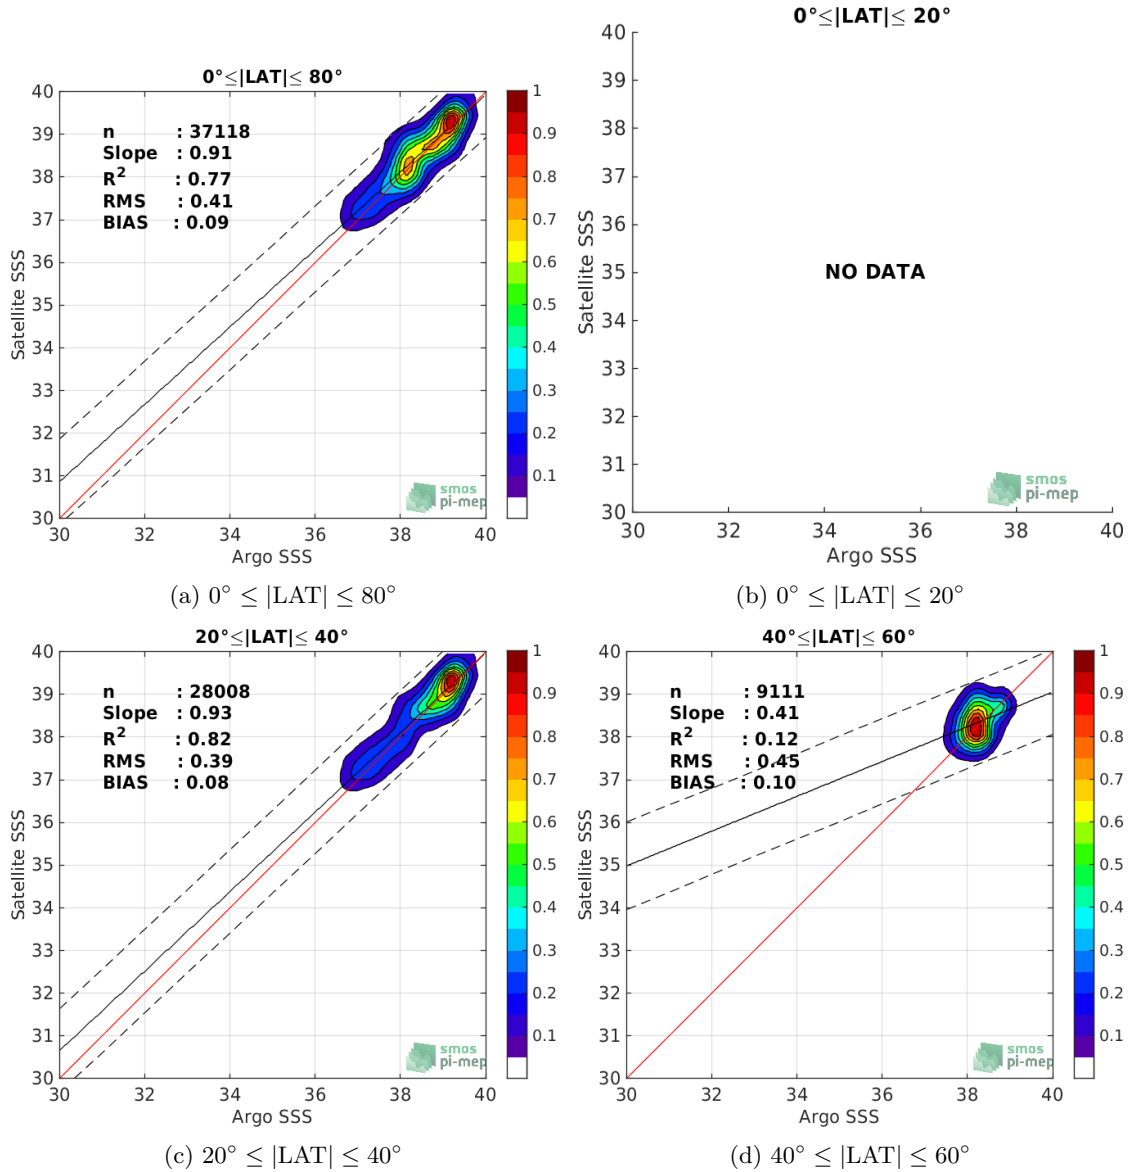 0°≤|LAT|≤ 80°
n : 37118
Slope : 0.91
R² : 0.77
RMS : 0.41
BIAS : 0.09
40
39
38
37
36
35
34
33
32
31
30
Satellite SSS
30 32 34 36 38 40
Argo SSS
1
0.9
0.8
0.7
0.6
0.5
0.4
0.3
0.2
0.1
smos
pi-mep
(a) 0° ≤ |LAT| ≤ 80°
0°≤|LAT|≤ 20°
NO DATA
40
39
38
37
36
35
34
33
32
31
30
Satellite SSS
30 32 34 36 38 40
Argo SSS
smos
pi-mep
(b) 0° ≤ |LAT| ≤ 20°
20°≤|LAT|≤ 40°
n : 28008
Slope : 0.93
R² : 0.82
RMS : 0.39
BIAS : 0.08
40
39
38
37
36
35
34
33
32
31
30
Satellite SSS
30 32 34 36 38 40
Argo SSS
1
0.9
0.8
0.7
0.6
0.5
0.4
0.3
0.2
0.1
smos
pi-mep
(c) 20° ≤ |LAT| ≤ 40°
40°≤|LAT|≤ 60°
n : 9111
Slope : 0.41
R² : 0.12
RMS : 0.45
BIAS : 0.10
40
39
38
37
36
35
34
33
32
31
30
Satellite SSS
30 32 34 36 38 40
Argo SSS
1
0.9
0.8
0.7
0.6
0.5
0.4
0.3
0.2
0.1
smos
pi-mep
(d) 40° ≤ |LAT| ≤ 60°